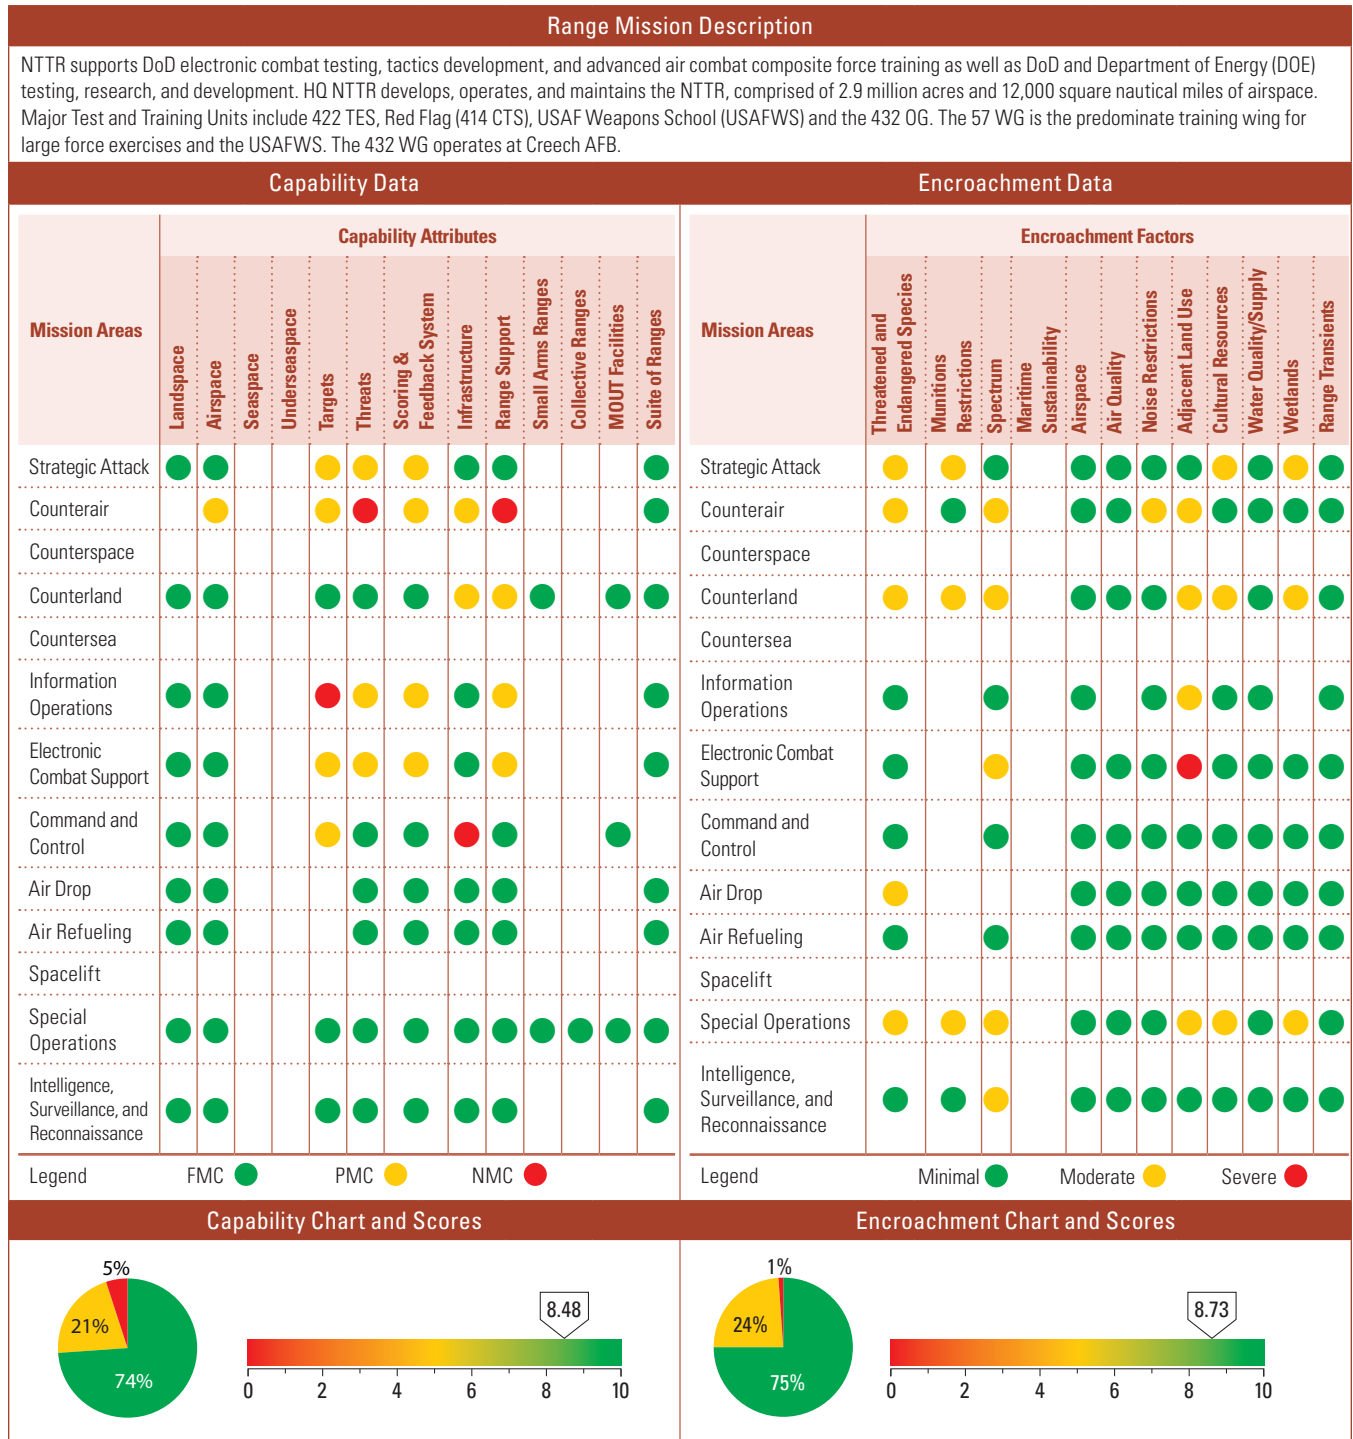 Range Mission Description
NTTR supports DoD electronic combat testing, tactics development, and advanced air combat composite force training as well as DoD and Department of Energy (DOE)
testing, research, and development. HQ NTTR develops, operates, and maintains the NTTR, comprised of 2.9 million acres and 12,000 square nautical miles of airspace.
Major Test and Training Units include 422 TES, Red Flag (414 CTS), USAF Weapons School (USAFWS) and the 432 OG. The 57 WG is the predominate training wing for
large force exercises and the USAFWS. The 432 WG operates at Creech AFB.
Capability Data
Mission Areas
Capability Attributes
Landspace
Airspace
Seaspace
Underseaspace
Targets
Threats
Scoring &
Feedback System
Infrastructure
Range Support
Small Arms Ranges
Collective Ranges
MOUT Facilities
Suite of Ranges
Strategic Attack
Counterair
Counterspace
Counterland
Countersea
Information
Operations
Electronic
Combat Support
Command and
Control
Air Drop
Air Refueling
Spacelift
Special
Operations
Intelligence,
Surveillance, and
Reconnaissance
Legend FMC PMC NMC
Encroachment Data
Mission Areas
Encroachment Factors
Threatened and
Endangered Species
Munitions
Restrictions
Spectrum
Maritime
Sustainability
Airspace
Air Quality
Noise Restrictions
Adjacent Land Use
Cultural Resources
Water Quality/Supply
Wetlands
Range Transients
Strategic Attack
Counterair
Counterspace
Counterland
Countersea
Information
Operations
Electronic Combat
Support
Command and
Control
Air Drop
Air Refueling
Spacelift
Special Operations
Intelligence,
Surveillance, and
Reconnaissance
Legend Minimal Moderate Severe
Capability Chart and Scores
5%
21%
74%
8.48
0 2 4 6 8 10
Encroachment Chart and Scores
1%
24%
75%
8.73
0 2 4 6 8 10